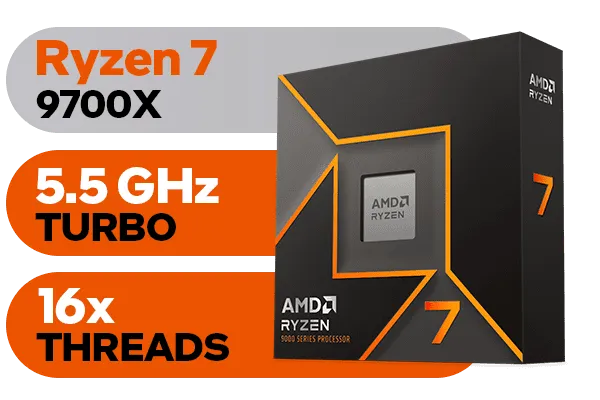 Ryzen 7
9700X
5.5 GHz
TURBO
16x
THREADS
AMD
RYZEN
7
AMD
RYZEN
AMD
RYZEN
9000 SERIES PROCESSOR
7